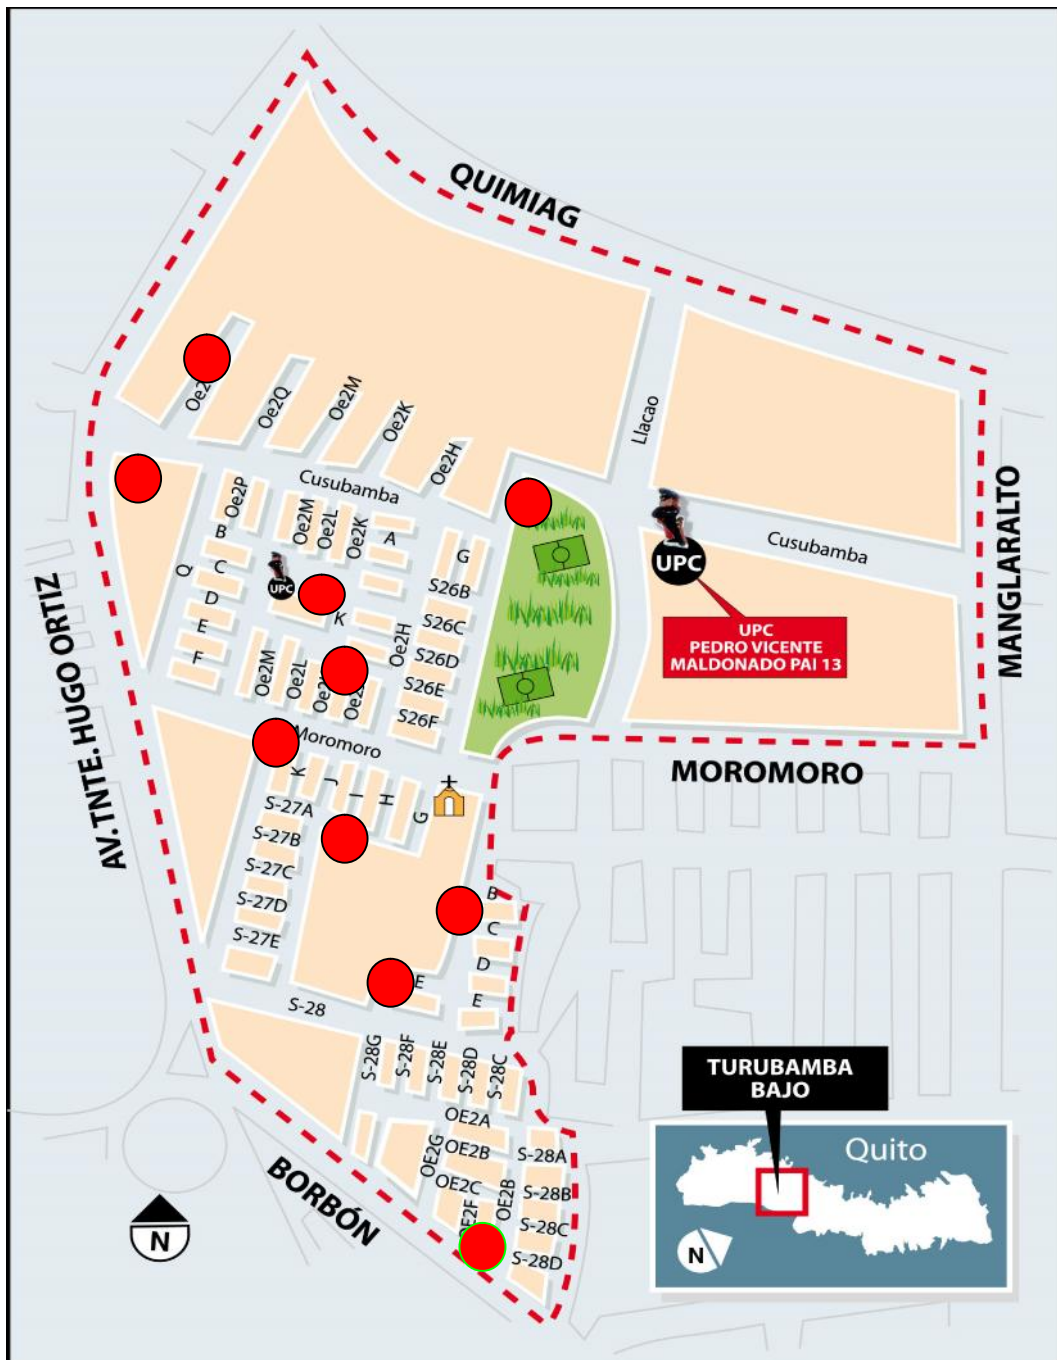 QUIMIAG
Oe2Q
Oe2M
Oe2K
Oe2H
Llacao
Cusubamba
Oe2P
Oe2M
Oe2L
Oe2K
A
B
C
D
E
F
Q
G
S26B
S26C
S26D
S26E
S26F
Oe2H
K
UPC
UPC
Cusubamba
UPC
PEDRO VICENTE
MALDONADO PAI 13
MANGLARALTO
AV. TNTE. HUGO ORTIZ
Oe2M
Oe2L
Moromoro
MOROMORO
K
J
I
H
G
S-27A
S-27B
S-27C
S-27D
S-27E
B
C
D
E
E
S-28
S-28G
S-28F
S-28E
S-28D
S-28C
OE2A
OE2B
OE2C
OE2G
OE2B
S-28A
S-28B
S-28C
S-28D
BORBÓN
N
TURUBAMBA
BAJO
Quito
N